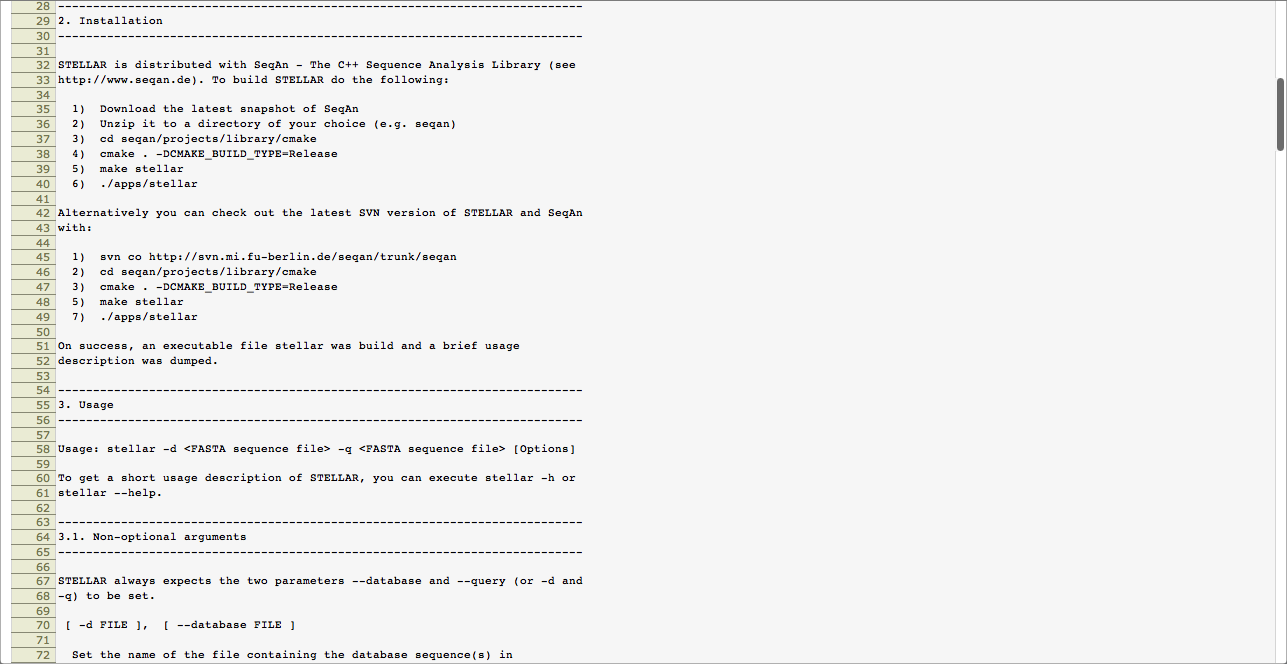 28 ---------------------------------------------------------------------------
29 2. Installation
30 ---------------------------------------------------------------------------
31
32 STELLAR is distributed with SeqAn - The C++ Sequence Analysis Library (see
33 http://www.seqan.de). To build STELLAR do the following:
34
35   1)  Download the latest snapshot of SeqAn
36   2)  Unzip it to a directory of your choice (e.g. seqan)
37   3)  cd seqan/projects/library/cmake
38   4)  cmake . -DCMAKE_BUILD_TYPE=Release
39   5)  make stellar
40   6)  ./apps/stellar
41
42 Alternatively you can check out the latest SVN version of STELLAR and SeqAn
43 with:
44
45   1)  svn co http://svn.mi.fu-berlin.de/seqan/trunk/seqan
46   2)  cd seqan/projects/library/cmake
47   3)  cmake . -DCMAKE_BUILD_TYPE=Release
48   5)  make stellar
49   7)  ./apps/stellar
50
51 On success, an executable file stellar was build and a brief usage
52 description was dumped.
53
54 ---------------------------------------------------------------------------
55 3. Usage
56 ---------------------------------------------------------------------------
57
58 Usage: stellar -d <FASTA sequence file> -q <FASTA sequence file> [Options]
59
60 To get a short usage description of STELLAR, you can execute stellar -h or
61 stellar --help.
62
63 ---------------------------------------------------------------------------
64 3.1. Non-optional arguments
65 ---------------------------------------------------------------------------
66
67 STELLAR always expects the two parameters --database and --query (or -d and
68 -q) to be set.
69
70  [ -d FILE ],  [ --database FILE ]
71
72   Set the name of the file containing the database sequence(s) in